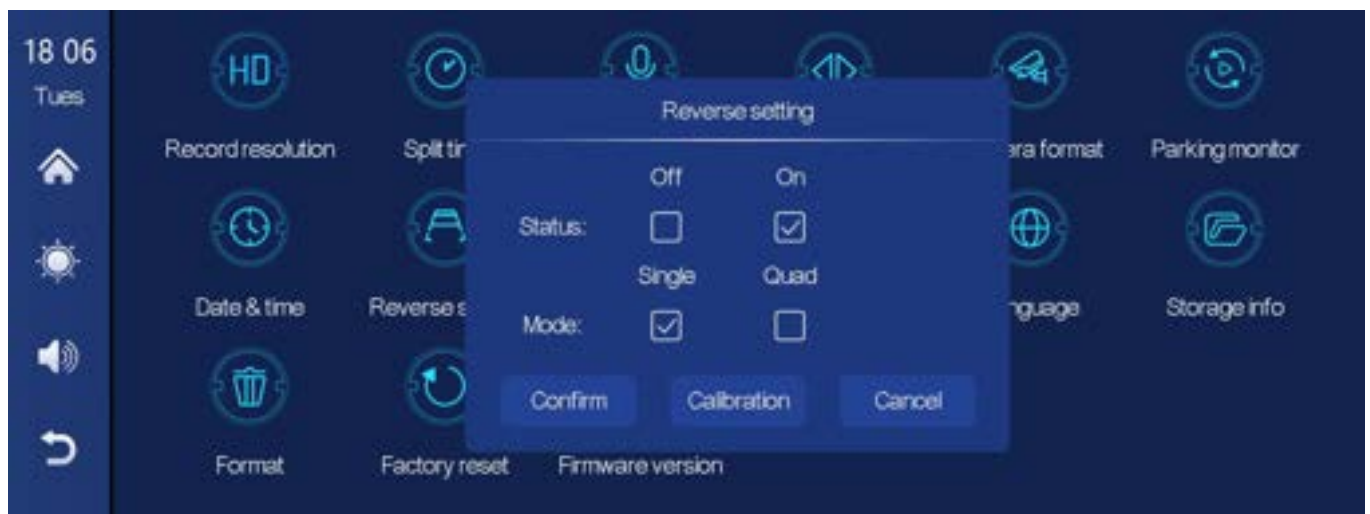 18 06
Tues
HD
Record resolution
Split tim
era format
Parking monitor
Date & time
Reverse s
nguage
Storage info
Format
Factory reset
Firmware version
Reverse setting
Off
On
Status:
Single
Quad
Mode:
Confirm
Calibration
Cancel